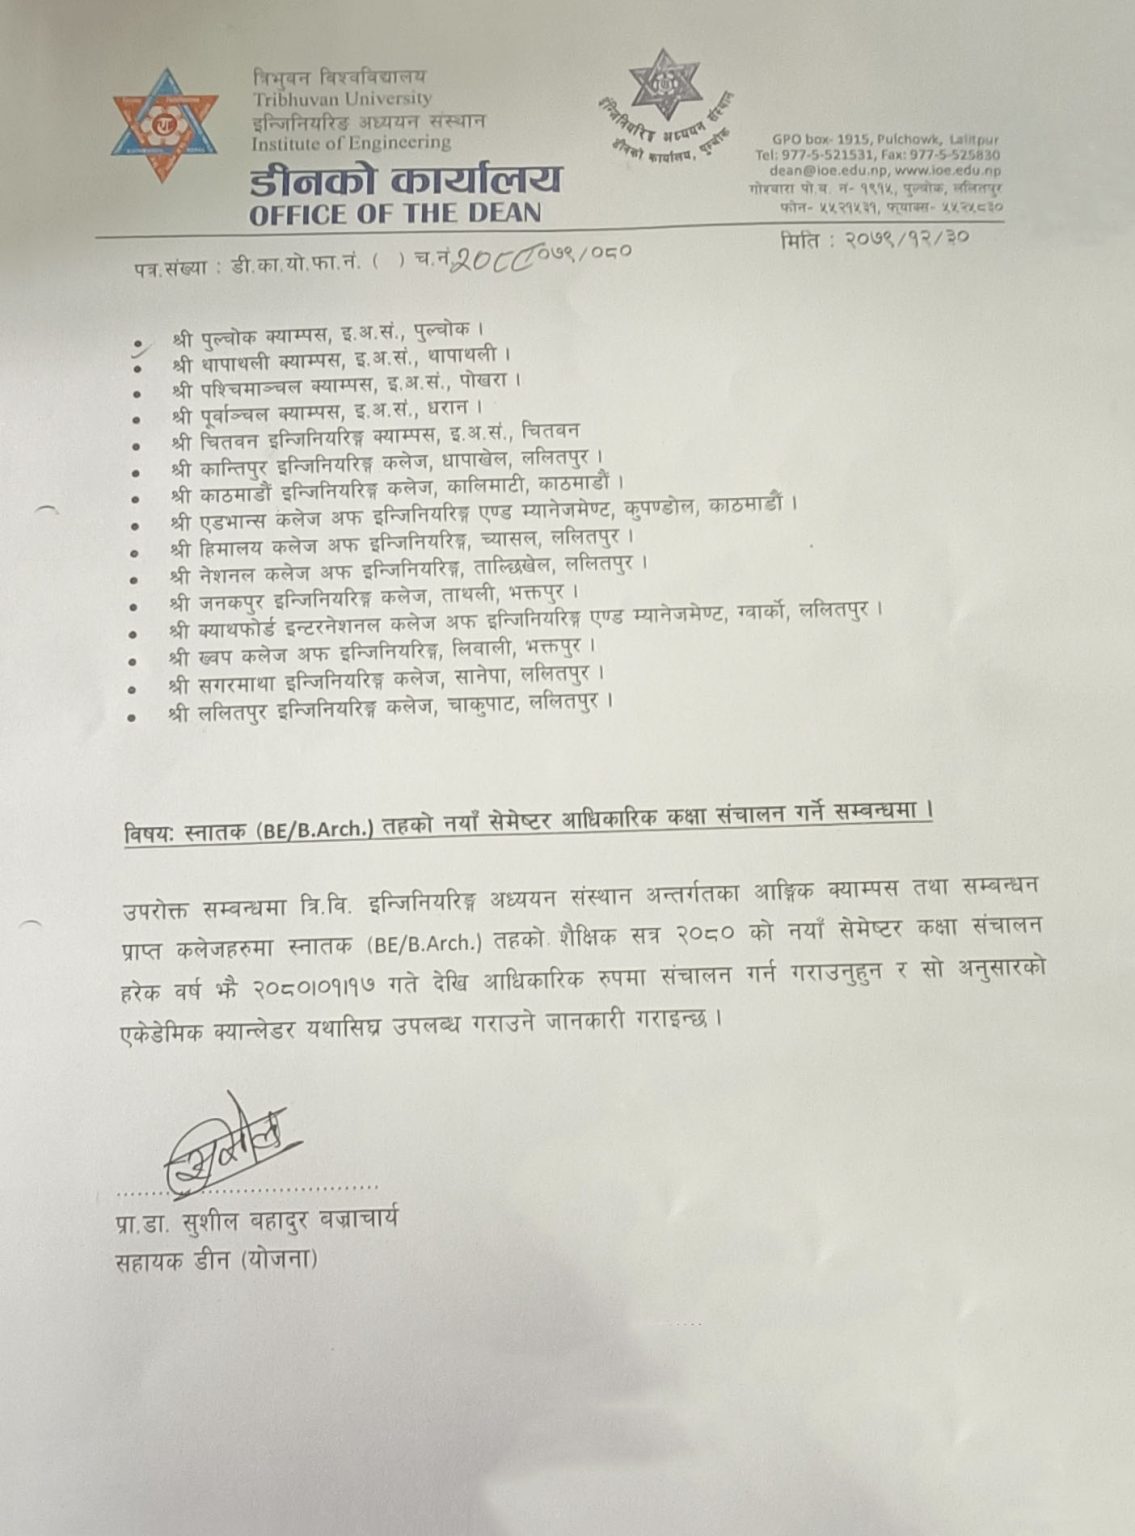 त्रिभुवन विश्वविद्यालय
Tribhuvan University
इन्जिनियरिङ अध्ययन संस्थान
Institute of Engineering
डीनको कार्यालय
OFFICE OF THE DEAN
इन्जिनियरिङ अध्ययन संस्थान
डीनको कार्यालय, पुल्चोक
GPO box- 1915, Pulchowk, Lalitpur
Tel: 977-5-521531, Fax: 977-5-525830
dean@ioe.edu.np, www.ioe.edu.np
गोश्वारा पो.ब. नं- १९१५, पुल्चोक, ललितपुर
फोन- ५५२१५३१, फ्याक्स- ५५२५८३०
पत्र.संख्या : डी.का.यो.फा.नं. ( ) च.नं. २०८८ ०७९/०८०
मिति : २०७९/१२/३०
• श्री पुल्चोक क्याम्पस, इ.अ.सं., पुल्चोक ।
• श्री थापाथली क्याम्पस, इ.अ.सं., थापाथली ।
• श्री पश्चिमाञ्चल क्याम्पस, इ.अ.सं., पोखरा ।
• श्री पूर्वाञ्चल क्याम्पस, इ.अ.सं., धरान ।
• श्री चितवन इन्जिनियरिङ्ग क्याम्पस, इ.अ.सं., चितवन
• श्री कान्तिपुर इन्जिनियरिङ्ग कलेज, धापाखेल, ललितपुर ।
• श्री काठमाडौं इन्जिनियरिङ्ग कलेज, कालिमाटी, काठमाडौं ।
• श्री एडभान्स कलेज अफ इन्जिनियरिङ्ग एण्ड म्यानेजमेण्ट, कुपण्डोल, काठमाडौं ।
• श्री हिमालय कलेज अफ इन्जिनियरिङ्ग, च्यासल, ललितपुर ।
• श्री नेशनल कलेज अफ इन्जिनियरिङ्ग, ताल्छिखेल, ललितपुर ।
• श्री जनकपुर इन्जिनियरिङ्ग कलेज, ताथली, भक्तपुर ।
• श्री क्याथफोर्ड इन्टरनेशनल कलेज अफ इन्जिनियरिङ्ग एण्ड म्यानेजमेण्ट, ग्वार्को, ललितपुर ।
• श्री ख्वप कलेज अफ इन्जिनियरिङ्ग, लिवाली, भक्तपुर ।
• श्री सगरमाथा इन्जिनियरिङ्ग कलेज, सानेपा, ललितपुर ।
• श्री ललितपुर इन्जिनियरिङ्ग कलेज, चाकुपाट, ललितपुर ।
विषय: स्नातक (BE/B.Arch.) तहको नयाँ सेमेष्टर आधिकारिक कक्षा संचालन गर्ने सम्बन्धमा ।
उपरोक्त सम्बन्धमा त्रि.वि. इन्जिनियरिङ्ग अध्ययन संस्थान अन्तर्गतका आङ्गिक क्याम्पस तथा सम्बन्धन
प्राप्त कलेजहरुमा स्नातक (BE/B.Arch.) तहको शैक्षिक सत्र २०८० को नयाँ सेमेष्टर कक्षा संचालन
हरेक वर्ष झै २०८०।०१।१७ गते देखि आधिकारिक रुपमा संचालन गर्न गराउनुहुन र सो अनुसारको
एकेडेमिक क्यान्लेडर यथासिघ्र उपलब्ध गराउने जानकारी गराइन्छ ।
प्रा.डा. सुशील बहादुर बज्राचार्य
सहायक डीन (योजना)